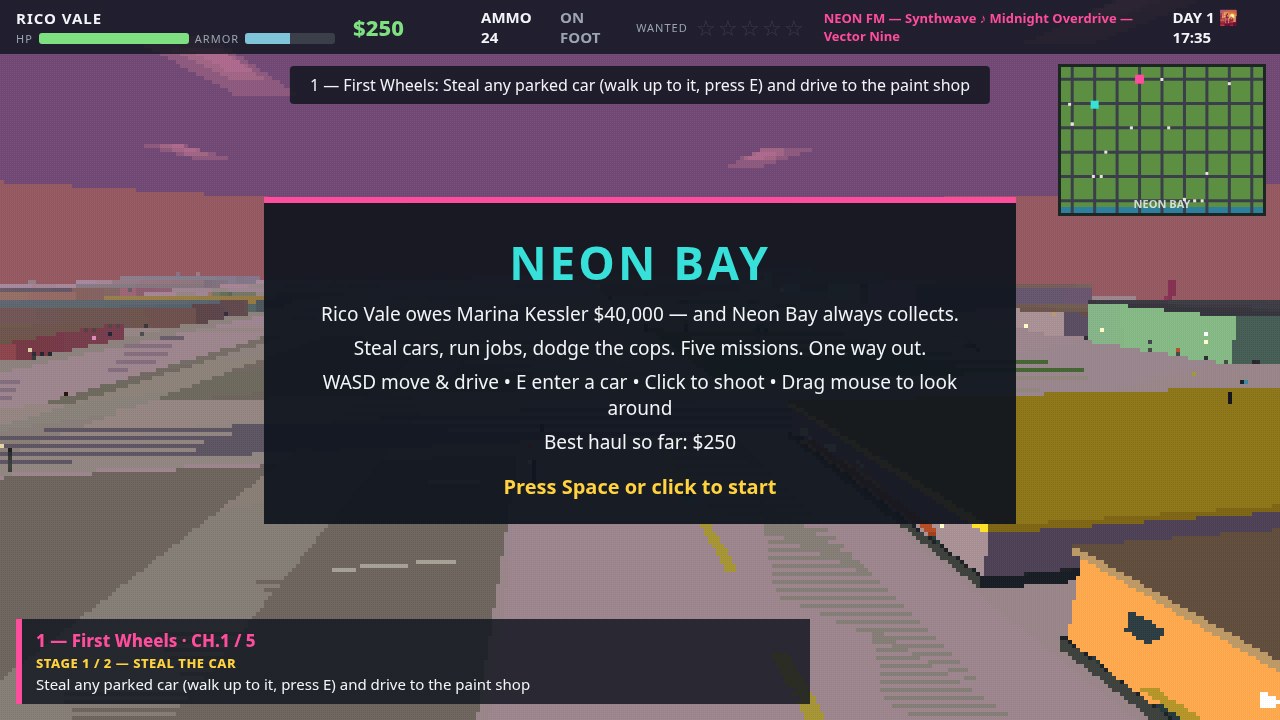 RICO VALE
HP ARMOR
$250
AMMO
24
ON
FOOT
WANTED ☆☆☆☆☆
NEON FM — Synthwave ♪ Midnight Overdrive —
Vector Nine
DAY 1 🌇
17:35
1 — First Wheels: Steal any parked car (walk up to it, press E) and drive to the paint shop
NEON BAY
NEON BAY
Rico Vale owes Marina Kessler $40,000 — and Neon Bay always collects.
Steal cars, run jobs, dodge the cops. Five missions. One way out.
WASD move & drive • E enter a car • Click to shoot • Drag mouse to look
around
Best haul so far: $250
Press Space or click to start
1 — First Wheels · CH.1 / 5
STAGE 1 / 2 — STEAL THE CAR
Steal any parked car (walk up to it, press E) and drive to the paint shop